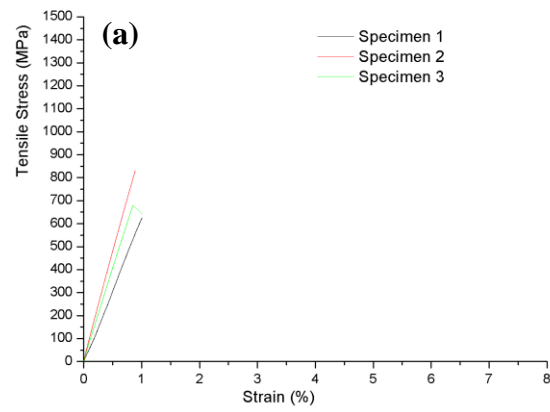 (a)
Specimen 1
Specimen 2
Specimen 3
Tensile Stress (MPa)
1500
1400
1300
1200
1100
1000
900
800
700
600
500
400
300
200
100
0
0 1 2 3 4 5 6 7 8
Strain (%)